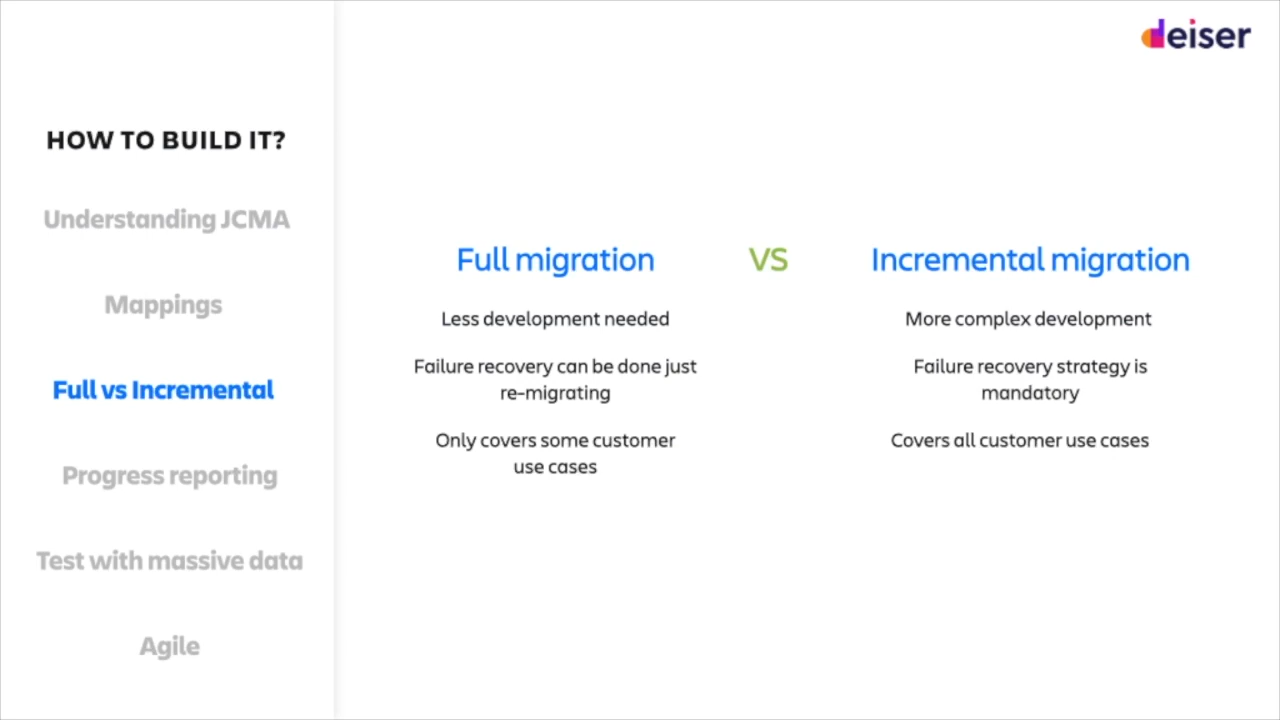 deiser
HOW TO BUILD IT?
Understanding JCMA
Mappings
Full vs Incremental
Progress reporting
Test with massive data
Agile
Full migration
Less development needed
Failure recovery can be done just
re-migrating
Only covers some customer
use cases
VS
Incremental migration
More complex development
Failure recovery strategy is
mandatory
Covers all customer use cases